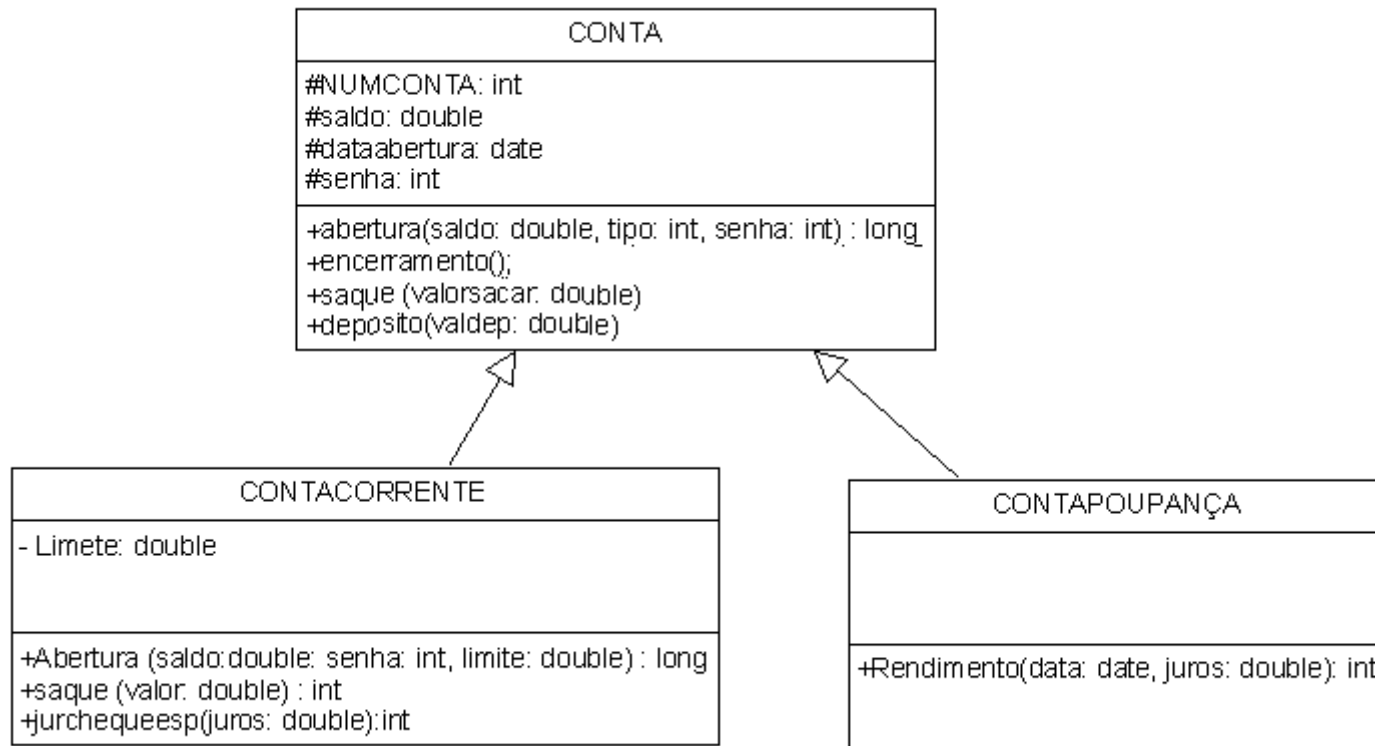 CONTA
#NUMCONTA: int
#saldo: double
#dataabertura: date
#senha: int
+abertura(saldo: double, tipo: int, senha: int) : long
+encerramento();
+saque (valorsacar: double)
+deposito(valdep: double)
CONTACORRENTE
- Limete: double
+Abertura (saldo:double: senha: int, limite: double) : long
+saque (valor: double) : int
+jurchequeesp(juros: double):int
CONTAPOUPANÇA
+Rendimento(data: date, juros: double): int